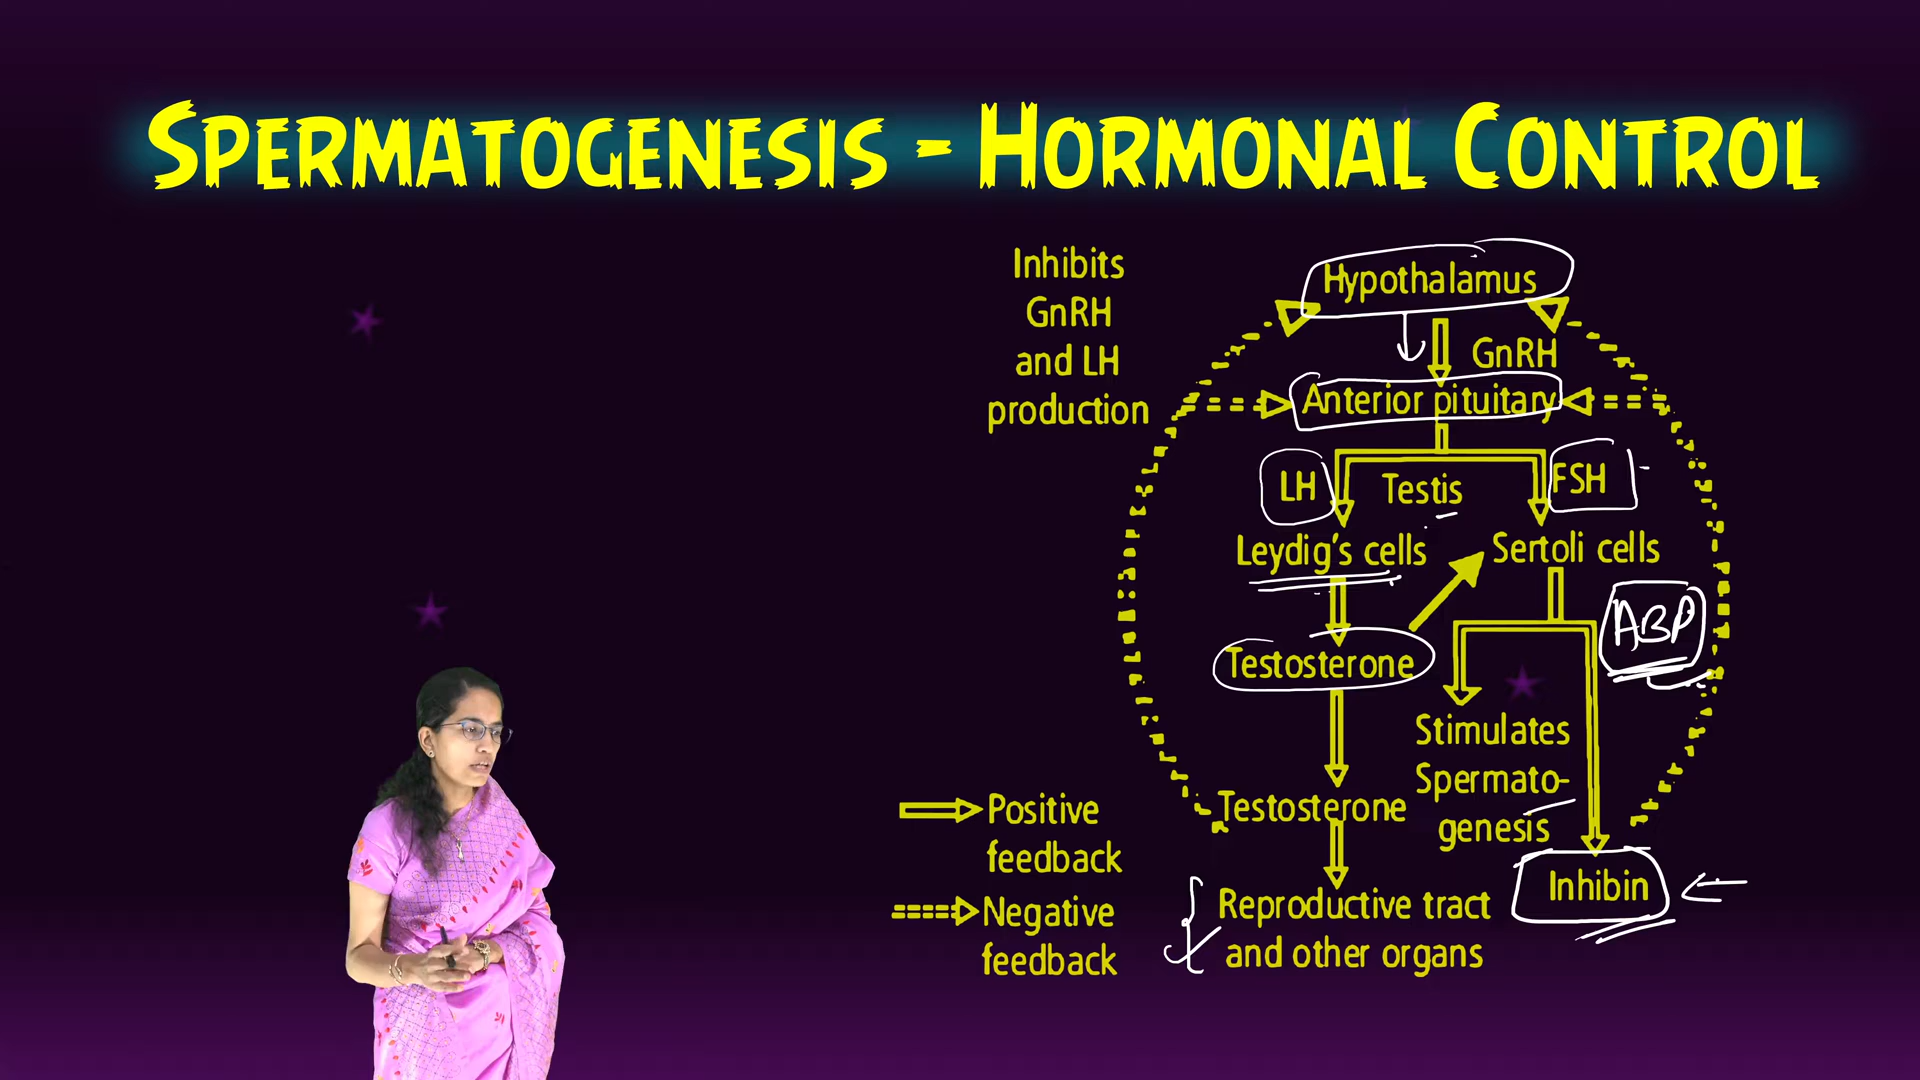 SPERMATOGENESIS - HORMONAL CONTROL
Inhibits
GnRH
and LH
production
Hypothalamus
GnRH
Anterior pituitary
LH
Testis
FSH
Leydig's cells
Sertoli cells
ABP
Testosterone
Stimulates
Spermato-
genesis
Testosterone
Inhibin
Reproductive tract
and other organs
Positive
feedback
Negative
feedback